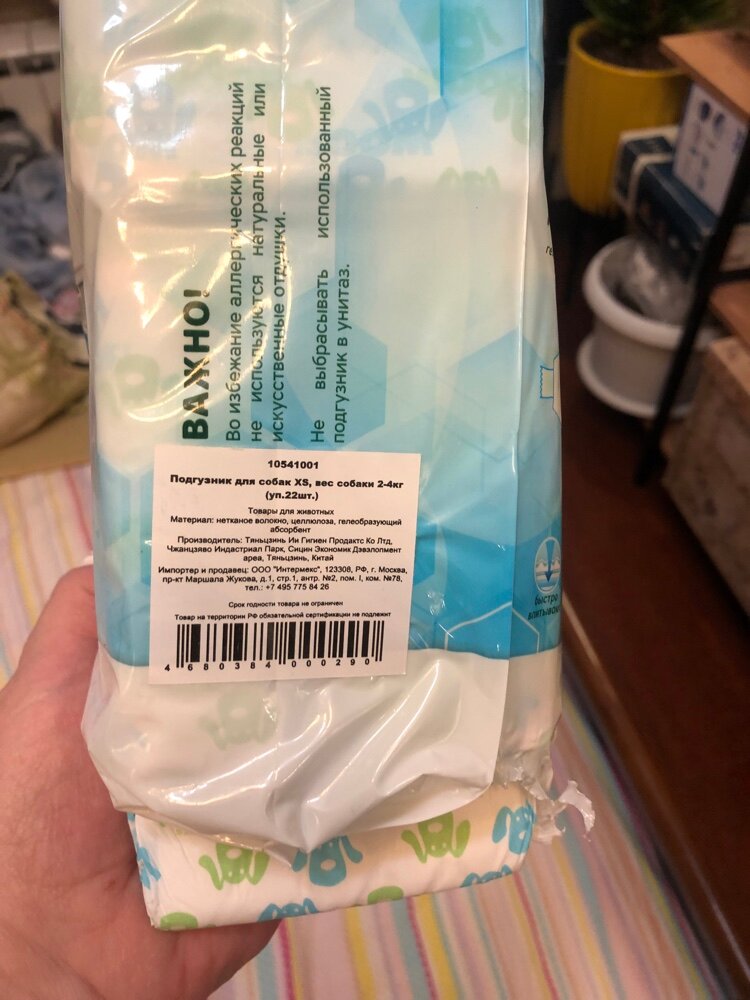 ВАЖНО!
Во избежание аллергических реакций
не используются натуральные или
искусственные отдушки.
Не выбрасывать использованный
подгузник в унитаз.
10541001
Подгузник для собак XS, вес собаки 2-4кг
(уп.22шт.)
Товары для животных
Материал: нетканое волокно, целлюлоза, гелеобразующий
абсорбент
Производитель: Тяньцзинь Ии Гигиен Продактс Ко Лтд,
Чжанцзяво Индастриал Парк, Сицин Экономик Дэвэлопмент
ареа, Тяньцзинь, Китай
Импортер и продавец: ООО "Интермекс", 123308, РФ, г. Москва,
пр-кт Маршала Жукова, д.1, стр.1, антр. №2, пом. I, ком. №78,
тел.: +7 495 775 84 26
Срок годности товара не ограничен
Товар на территории РФ обязательной сертификации не подлежит
4 680384 000290
быстро